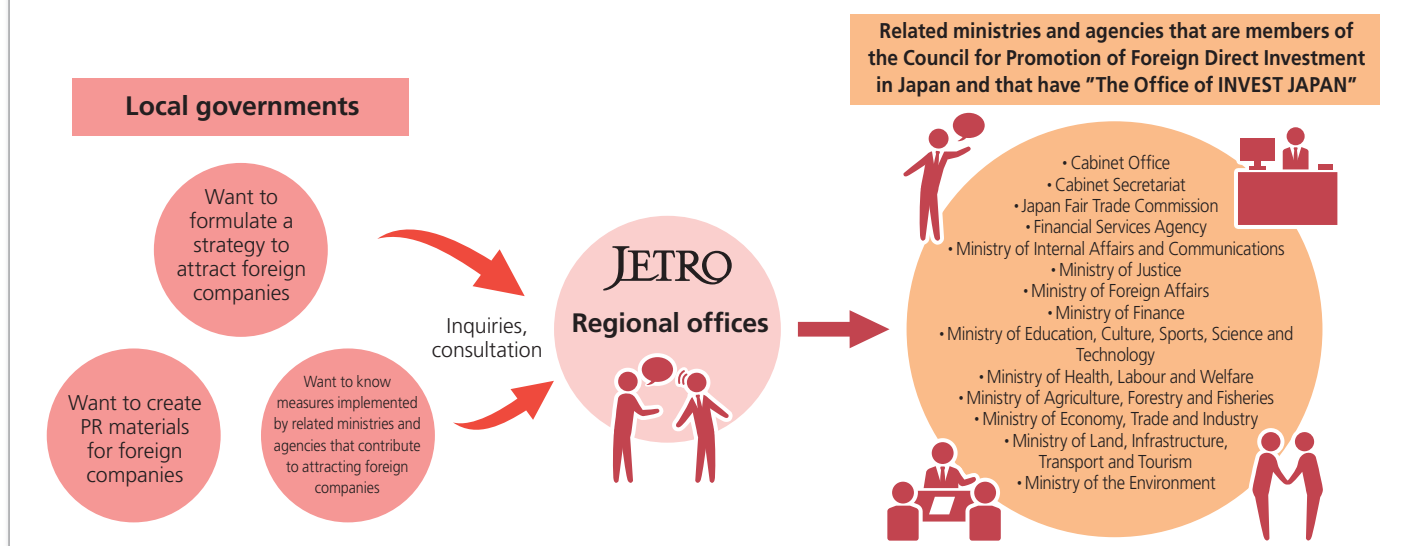 Local governments
Want to
formulate a
strategy to
attract foreign
companies
Want to create
PR materials
for foreign
companies
Want to know
measures implemented
by related ministries and
agencies that contribute
to attracting foreign
companies
Inquiries,
consultation
JETRO
Regional offices
Related ministries and agencies that are members of
the Council for Promotion of Foreign Direct Investment
in Japan and that have ”The Office of INVEST JAPAN”
• Cabinet Office
• Cabinet Secretariat
• Japan Fair Trade Commission
• Financial Services Agency
• Ministry of Internal Affairs and Communications
• Ministry of Justice
• Ministry of Foreign Affairs
• Ministry of Finance
• Ministry of Education, Culture, Sports, Science and
Technology
• Ministry of Health, Labour and Welfare
• Ministry of Agriculture, Forestry and Fisheries
• Ministry of Economy, Trade and Industry
• Ministry of Land, Infrastructure,
Transport and Tourism
• Ministry of the Environment